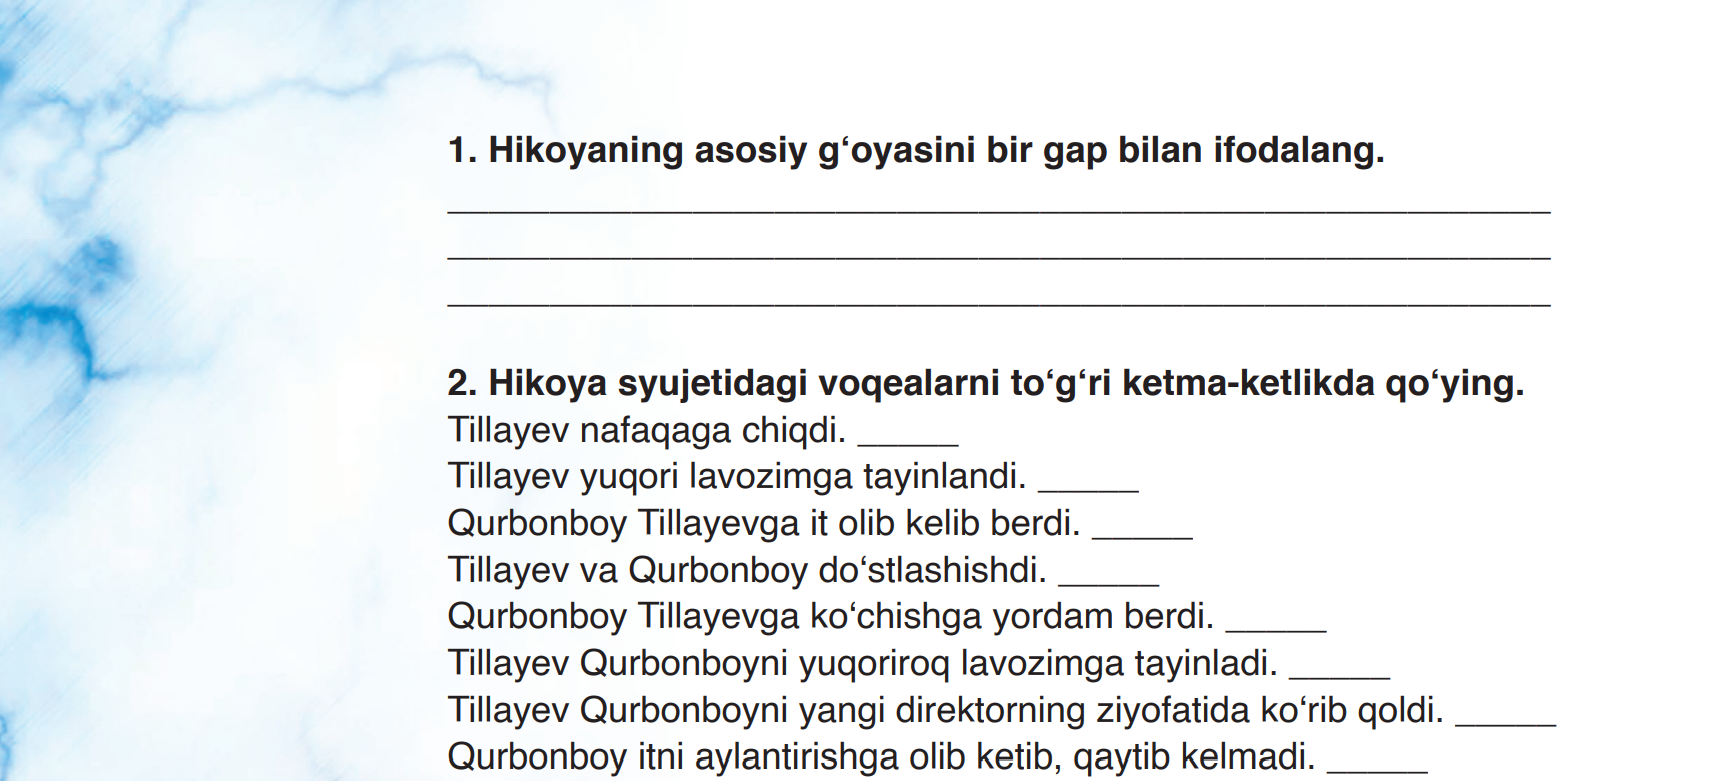 1. Hikoyaning asosiy g‘oyasini bir gap bilan ifodalang.
2. Hikoya syujetidagi voqealarni to‘g‘ri ketma-ketlikda qo‘ying.
Tillayev nafaqaga chiqdi. _____
Tillayev yuqori lavozimga tayinlandi. _____
Qurbonboy Tillayevga it olib kelib berdi. _____
Tillayev va Qurbonboy do‘stlashishdi. _____
Qurbonboy Tillayevga ko‘chishga yordam berdi. _____
Tillayev Qurbonboyni yuqoriroq lavozimga tayinladi. _____
Tillayev Qurbonboyni yangi direktorning ziyofatida ko‘rib qoldi. _____
Qurbonboy itni aylantirishga olib ketib, qaytib kelmadi. _____